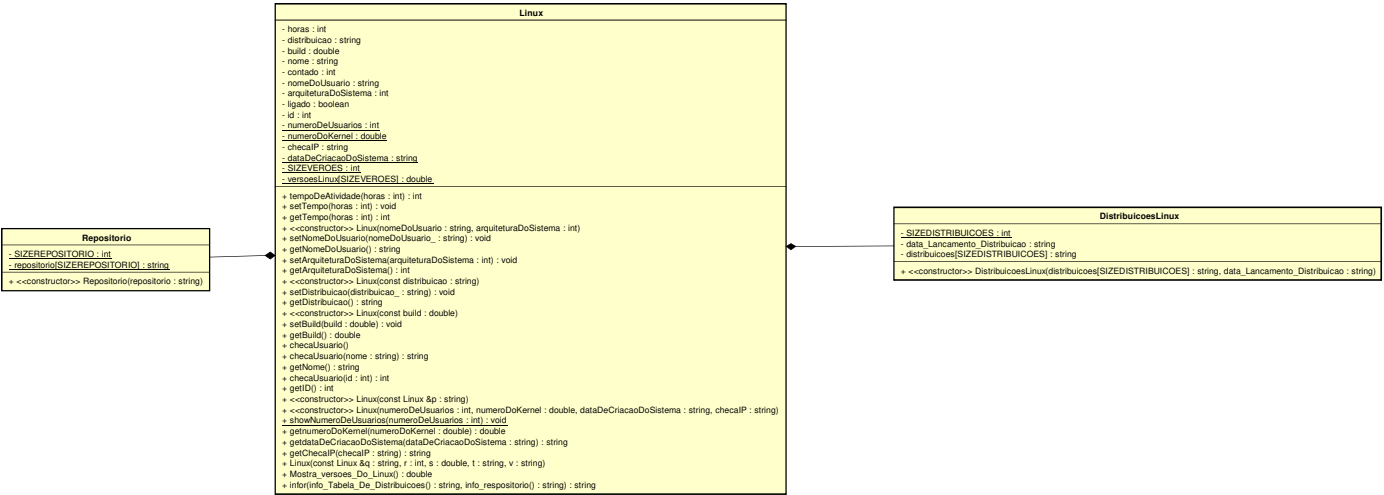 Linux
- horas : int
- distribuicao : string
- build : double
- nome : string
- contado : int
- nomeDoUsuario : string
- arquiteturaDoSistema : int
- ligado : boolean
- id : int
- numeroDeUsuarios : int
- numeroDoKernel : double
- checaIP : string
- dataDeCriacaoDoSistema : string
- SIZEVEROES : int
- versoesLinux[SIZEVEROES] : double
+ tempoDeAtividade(horas : int) : int
+ setTempo(horas : int) : void
+ getTempo(horas : int) : int
+ <<constructor>> Linux(nomeDoUsuario : string, arquiteturaDoSistema : int)
+ setNomeDoUsuario(nomeDoUsuario_ : string) : void
+ getNomeDoUsuario() : string
+ setArquiteturaDoSistema(arquiteturaDoSistema : int) : void
+ getArquiteturaDoSistema() : int
+ <<constructor>> Linux(const distribuicao : string)
+ setDistribuicao(distribuicao_ : string) : void
+ getDistribuicao() : string
+ <<constructor>> Linux(const build : double)
+ setBuild(build : double) : void
+ getBuild() : double
+ checaUsuario()
+ checaUsuario(nome : string) : string
+ getNome() : string
+ checaUsuario(id : int) : int
+ getID() : int
+ <<constructor>> Linux(const Linux &p : string)
+ <<constructor>> Linux(numeroDeUsuarios : int, numeroDoKernel : double, dataDeCriacaoDoSistema : string, checaIP : string)
+ showNumeroDeUsuarios(numeroDeUsuarios : int) : void
+ getnumeroDoKernel(numeroDoKernel : double) : double
+ getdataDeCriacaoDoSistema(dataDeCriacaoDoSistema : string) : string
+ getChecaIP(checaIP : string) : string
+ Linux(const Linux &q : string, r : int, s : double, t : string, v : string)
+ Mostra_versoes_Do_Linux() : double
+ infor(info_Tabela_De_Distribuicoes() : string, info_respositorio() : string) : string
Repositorio
- SIZEREPOSITORIO : int
- repositorio[SIZEREPOSITORIO] : string
+ <<constructor>> Repositorio(repositorio : string)
DistribuicoesLinux
- SIZEDISTRIBUICOES : int
- data_Lancamento_Distribuicao : string
- distribuicoes[SIZEDISTRIBUICOES] : string
+ <<constructor>> DistribuicoesLinux(distribuicoes[SIZEDISTRIBUICOES] : string, data_Lancamento_Distribuicao : string)